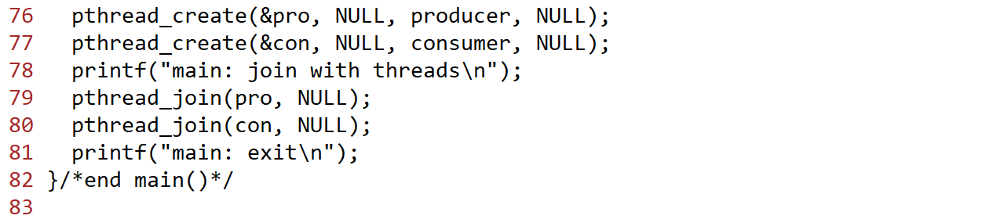 76   pthread_create(&pro, NULL, producer, NULL);
77   pthread_create(&con, NULL, consumer, NULL);
78   printf("main: join with threads\n");
79   pthread_join(pro, NULL);
80   pthread_join(con, NULL);
81   printf("main: exit\n");
82 }/*end main()*/
83